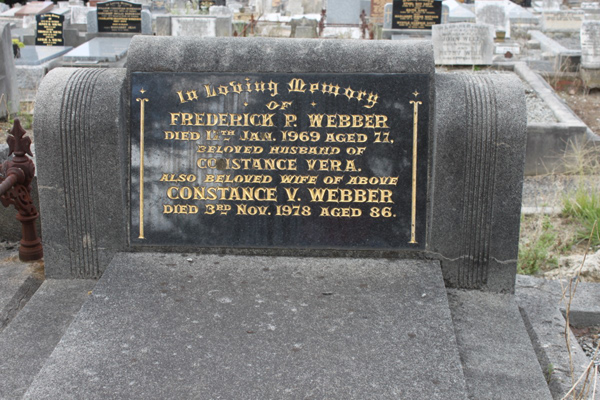 In Loving Memory
OF
FREDERICK P. WEBBER
DIED 11TH JAN. 1969 AGED 77,
BELOVED HUSBAND OF
CONSTANCE VERA.
ALSO BELOVED WIFE OF ABOVE
CONSTANCE V. WEBBER
DIED 3RD NOV. 1978 AGED 86.